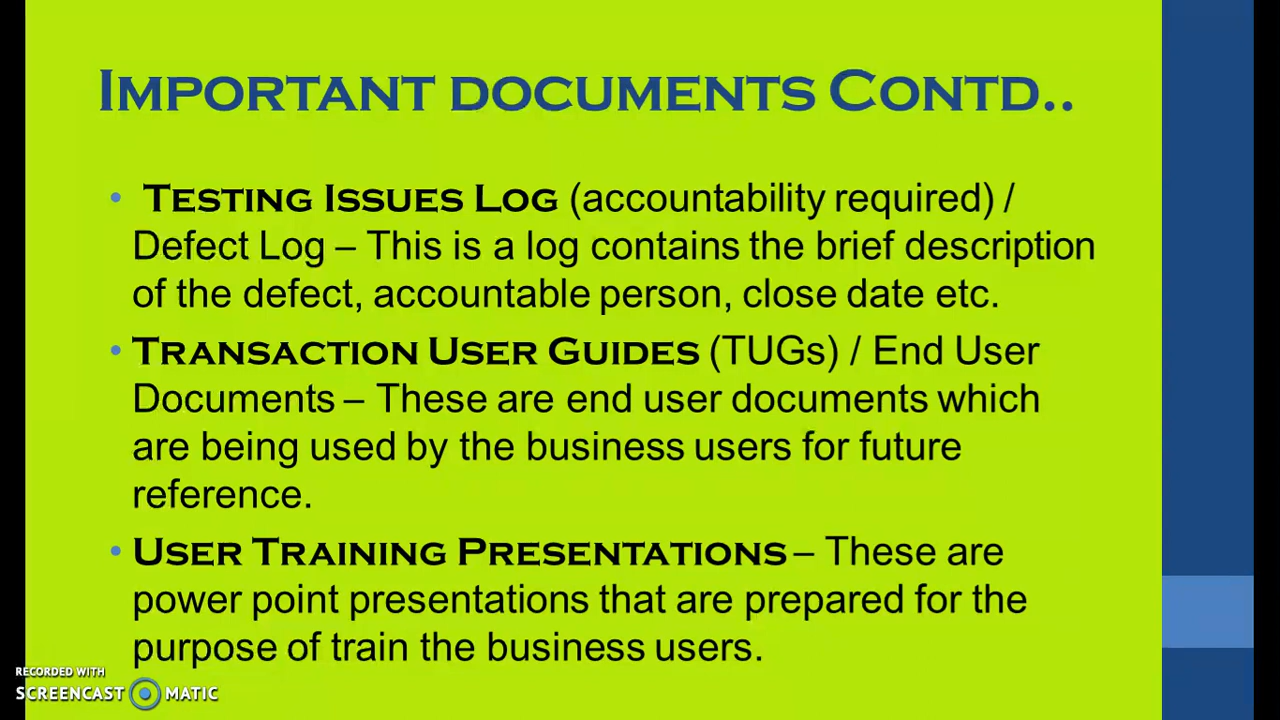 IMPORTANT DOCUMENTS CONTD..
• TESTING ISSUES LOG (accountability required) /
Defect Log – This is a log contains the brief description
of the defect, accountable person, close date etc.
• TRANSACTION USER GUIDES (TUGs) / End User
Documents – These are end user documents which
are being used by the business users for future
reference.
• USER TRAINING PRESENTATIONS – These are
power point presentations that are prepared for the
purpose of train the business users.
RECORDED WITH
SCREENCAST MATIC